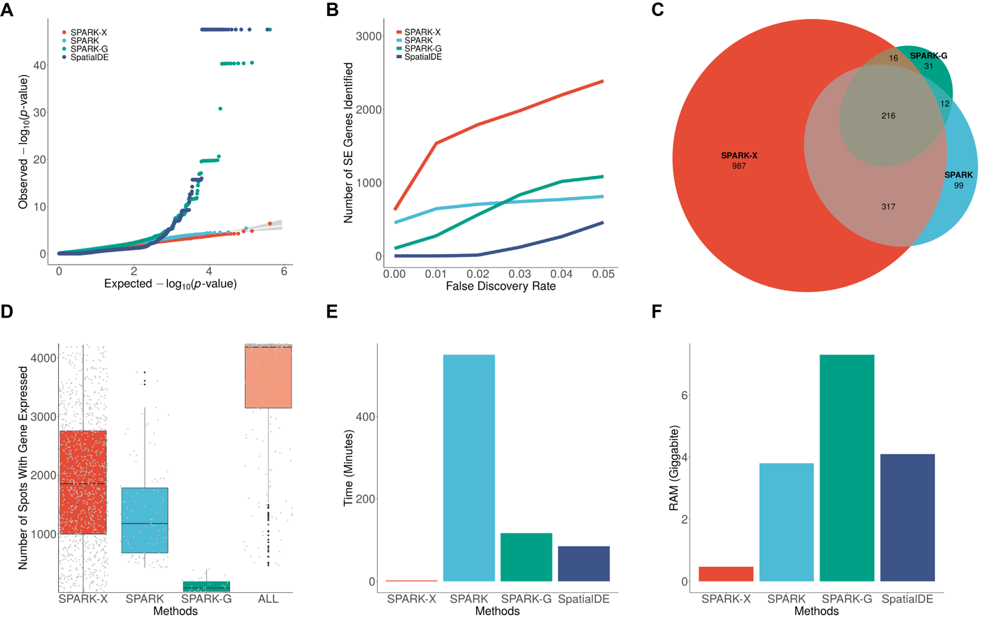 A
SPARK-X
SPARK
SPARK-G
SpatialDE
Observed −log10(p-value)
40
30
20
10
0
0 2 4 6
Expected −log10(p-value)
B
SPARK-X
SPARK
SPARK-G
SpatialDE
Number of SE Genes Identified
3000
2000
1000
0
0.00 0.01 0.02 0.03 0.04 0.05
False Discovery Rate
C
16
SPARK-G
31
12
216
SPARK-X
987
SPARK
99
317
D
Number of Spots With Gene Expressed
4000
3000
2000
1000
SPARK-X SPARK SPARK-G ALL
Methods
E
Time (Minutes)
400
200
0
SPARK-X SPARK SPARK-G SpatialDE
Methods
F
RAM (Giggabite)
6
4
2
0
SPARK-X SPARK SPARK-G SpatialDE
Methods